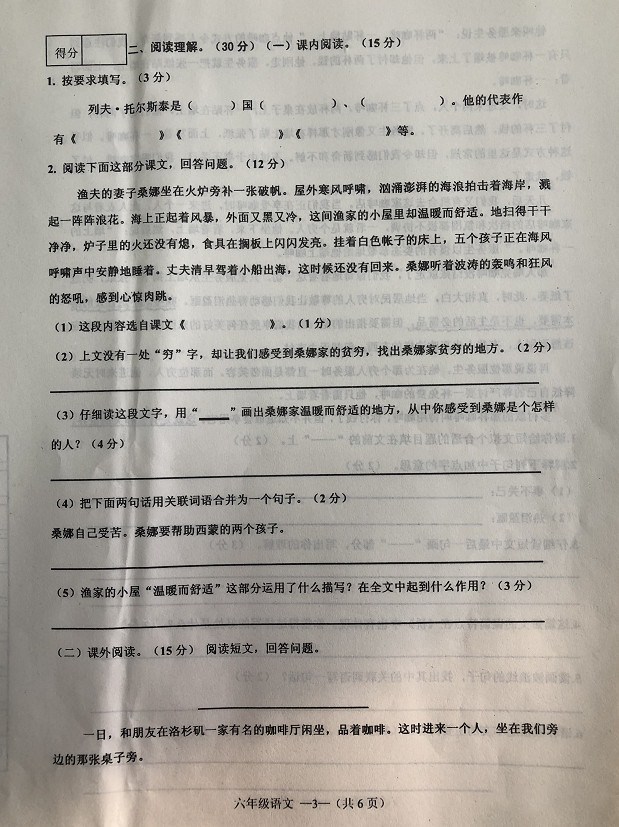 得分
二、阅读理解。（30 分）（一）课内阅读。（15 分）
1. 按要求填写。（3 分）
列夫·托尔斯泰是（ ）国（ ）、（ ）。他的代表作
有《 》《 》《 》等。
2. 阅读下面这部分课文，回答问题。（12 分）
渔夫的妻子桑娜坐在火炉旁补一张破帆。屋外寒风呼啸，汹涌澎湃的海浪拍击着海岸，溅
起一阵阵浪花。海上正起着风暴，外面又黑又冷，这间渔家的小屋里却温暖而舒适。地扫得干干
净净，炉子里的火还没有熄，食具在搁板上闪闪发亮。挂着白色帐子的床上，五个孩子正在海风
呼啸声中安静地睡着。丈夫清早驾着小船出海，这时候还没有回来。桑娜听着波涛的轰鸣和狂风
的怒吼，感到心惊肉跳。
（1）这段内容选自课文《 》。（1 分）
（2）上文没有一处“穷”字，却让我们感受到桑娜家的贫穷，找出桑娜家贫穷的地方。（2 分）
（3）仔细读这段文字，用“____”画出桑娜家温暖而舒适的地方，从中你感受到桑娜是个怎样
的人？（4 分）
（4）把下面两句话用关联词语合并为一个句子。（2 分）
桑娜自己受苦。桑娜要帮助西蒙的两个孩子。
（5）渔家的小屋“温暖而舒适”这部分运用了什么描写？在全文中起到什么作用？（3 分）
（二）课外阅读。（15 分） 阅读短文，回答问题。
一日，和朋友在洛杉矶一家有名的咖啡厅闲坐，品着咖啡。这时进来一个人，坐在我们旁
边的那张桌子旁。
六年级语文 —3—（共 6 页）